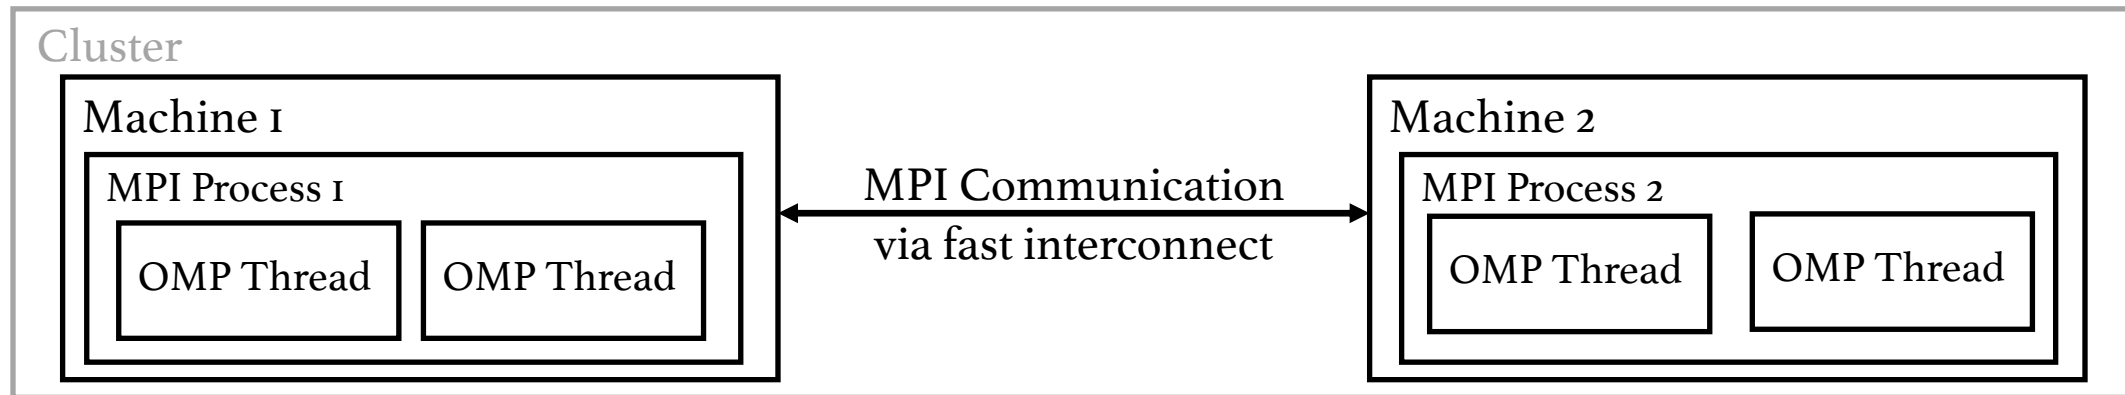 Cluster
Machine 1
MPI Process 1
OMP Thread
OMP Thread
MPI Communication
via fast interconnect
Machine 2
MPI Process 2
OMP Thread
OMP Thread